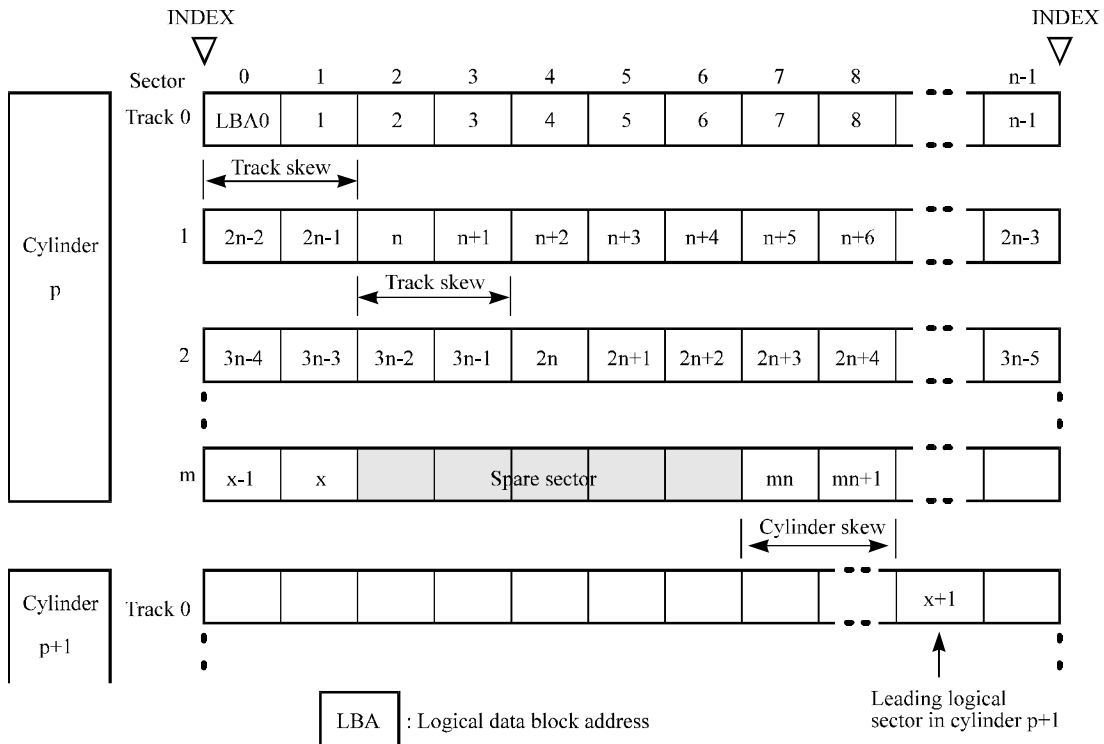 INDEX INDEX
Sector 0 1 2 3 4 5 6 7 8 n-1
Track 0 LBA0 1 2 3 4 5 6 7 8 n-1
Track skew
1 2n-2 2n-1 n n+1 n+2 n+3 n+4 n+5 n+6 2n-3
Cylinder
p
Track skew
2 3n-4 3n-3 3n-2 3n-1 2n 2n+1 2n+2 2n+3 2n+4 3n-5
m x-1 x Spare sector mn mn+1
Cylinder skew
Cylinder
p+1
Track 0 x+1
Leading logical
sector in cylinder p+1
LBA : Logical data block address